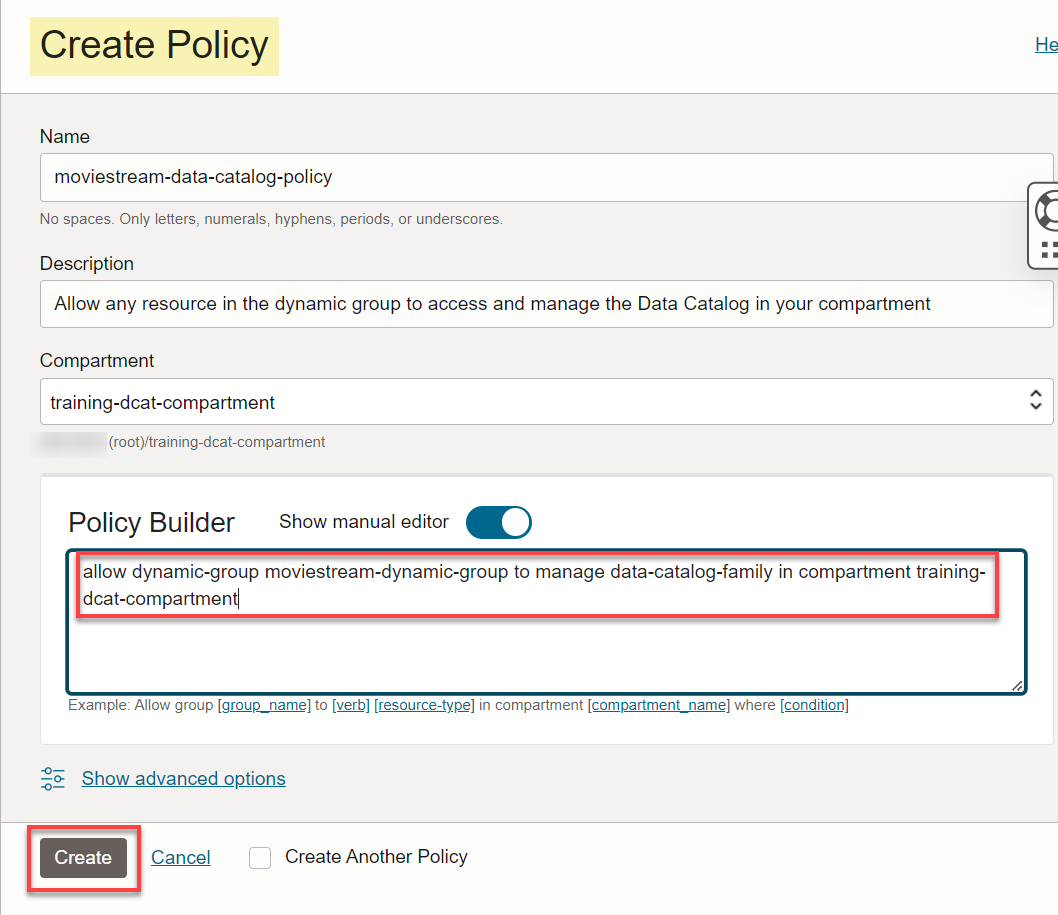 Create Policy
He
Name
moviestream-data-catalog-policy
No spaces. Only letters, numerals, hyphens, periods, or underscores.
Description
Allow any resource in the dynamic group to access and manage the Data Catalog in your compartment
Compartment
training-dcat-compartment
(root)/training-dcat-compartment
Policy Builder Show manual editor
allow dynamic-group moviestream-dynamic-group to manage data-catalog-family in compartment training-
dcat-compartment
Example: Allow group [group_name] to [verb] [resource-type] in compartment [compartment_name] where [condition]
Show advanced options
Create Cancel Create Another Policy